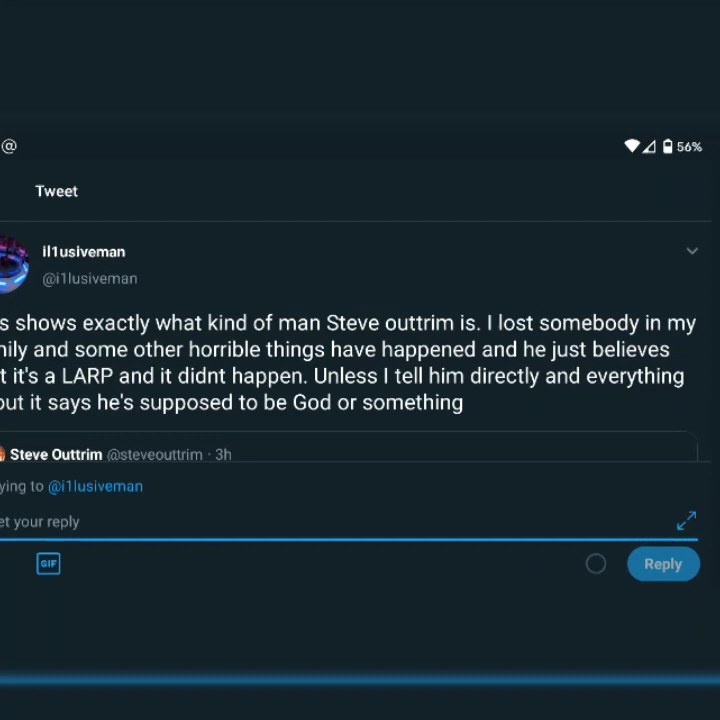 @ 56%
Tweet
il1usiveman
@i1lusiveman
s shows exactly what kind of man Steve outtrim is. I lost somebody in my
nily and some other horrible things have happened and he just believes
t it's a LARP and it didnt happen. Unless I tell him directly and everything
out it says he's supposed to be God or something
Steve Outtrim @steveouttrim · 3h
ying to @i1lusiveman
et your reply
GIF Reply